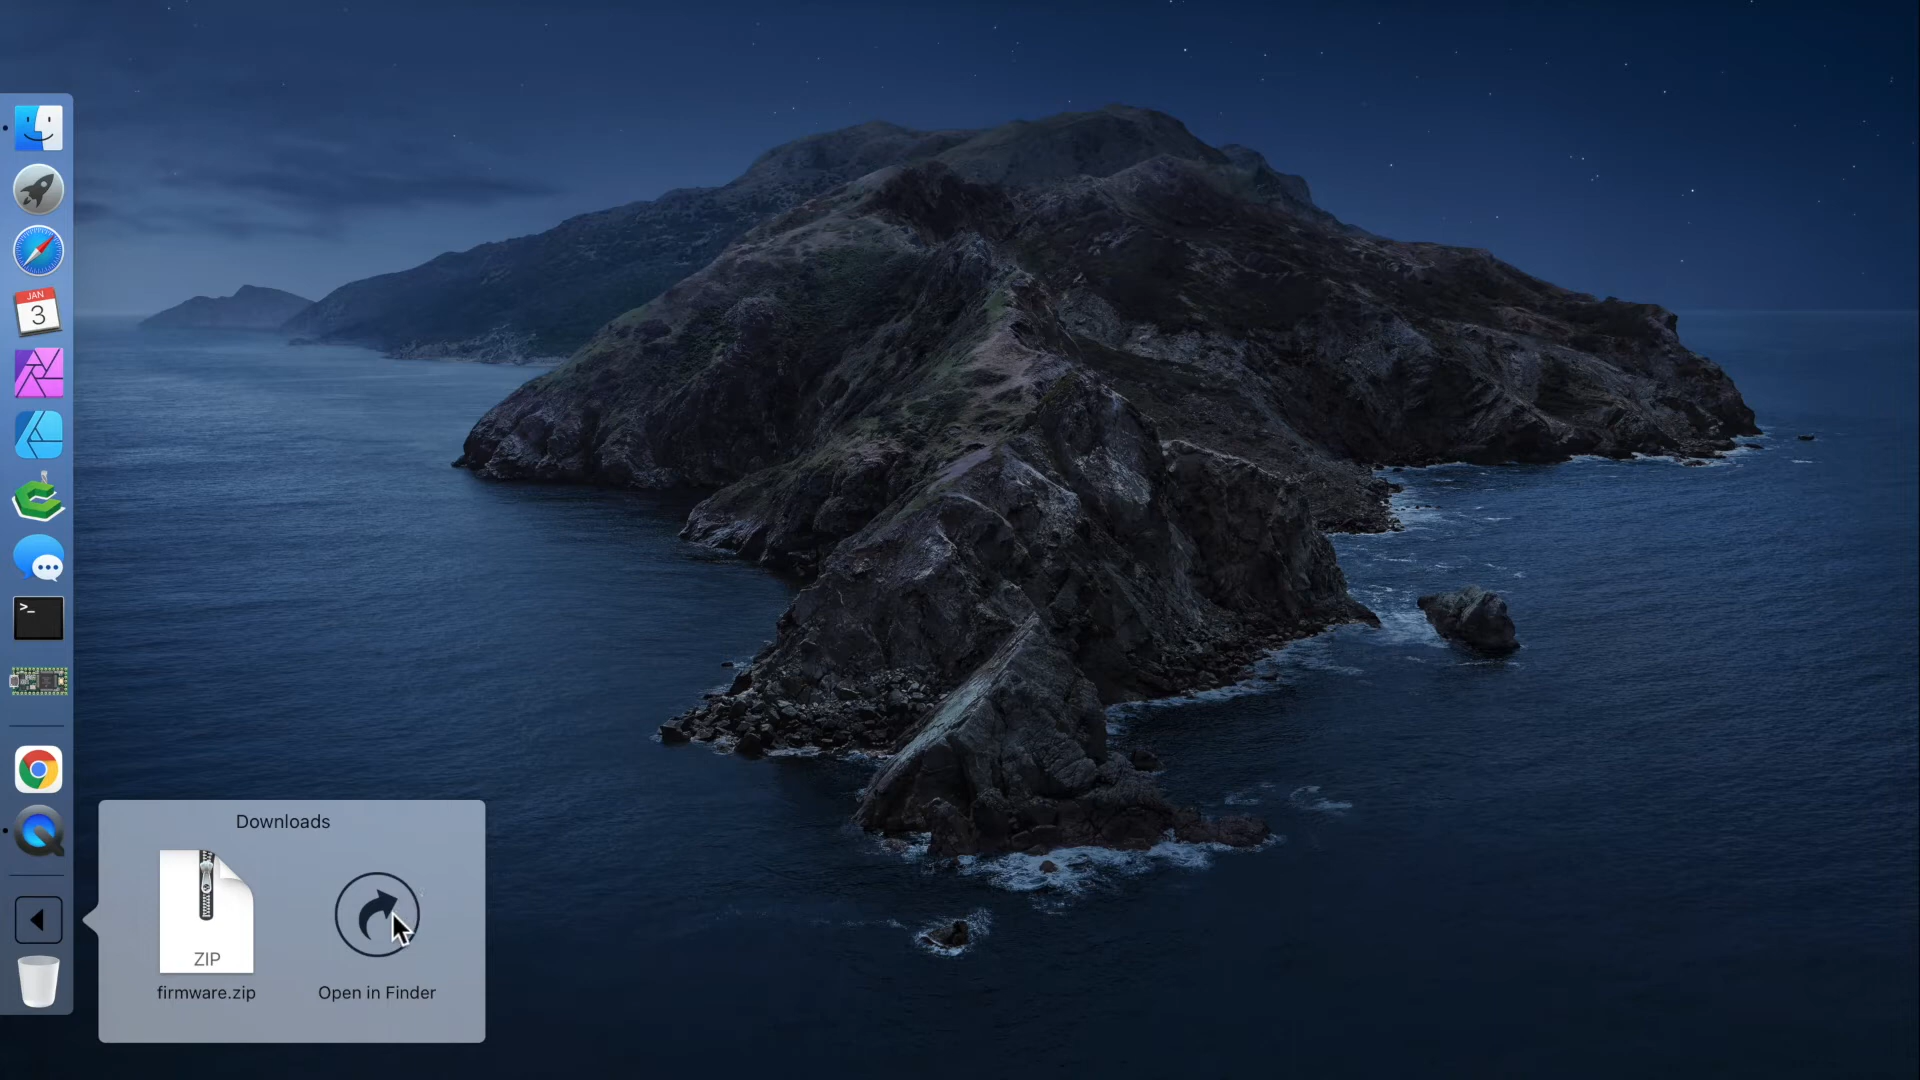 JAN
3
>_
Downloads
ZIP
firmware.zip
Open in Finder